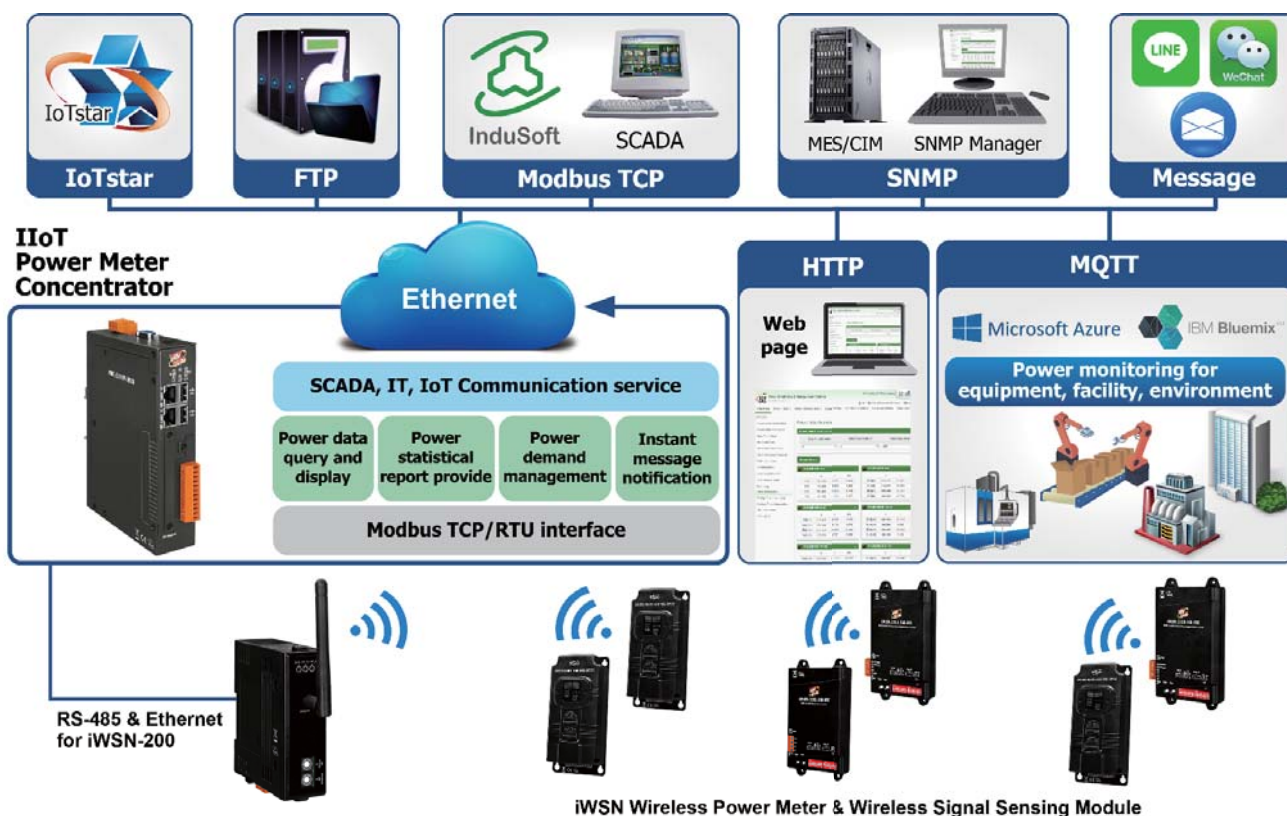 IoTstar
InduSoft
SCADA
MES/CIM
SNMP Manager
LINE
WeChat
IoTstar
FTP
Modbus TCP
SNMP
Message
IIoT
Power Meter
Concentrator
Ethernet
SCADA, IT, IoT Communication service
Power data
query and
display
Power
statistical
report provide
Power
demand
management
Instant
message
notification
Modbus TCP/RTU interface
HTTP
Web
page
MQTT
Microsoft Azure
IBM Bluemix
Power monitoring for
equipment, facility, environment
RS-485 & Ethernet
for iWSN-200
iWSN Wireless Power Meter & Wireless Signal Sensing Module